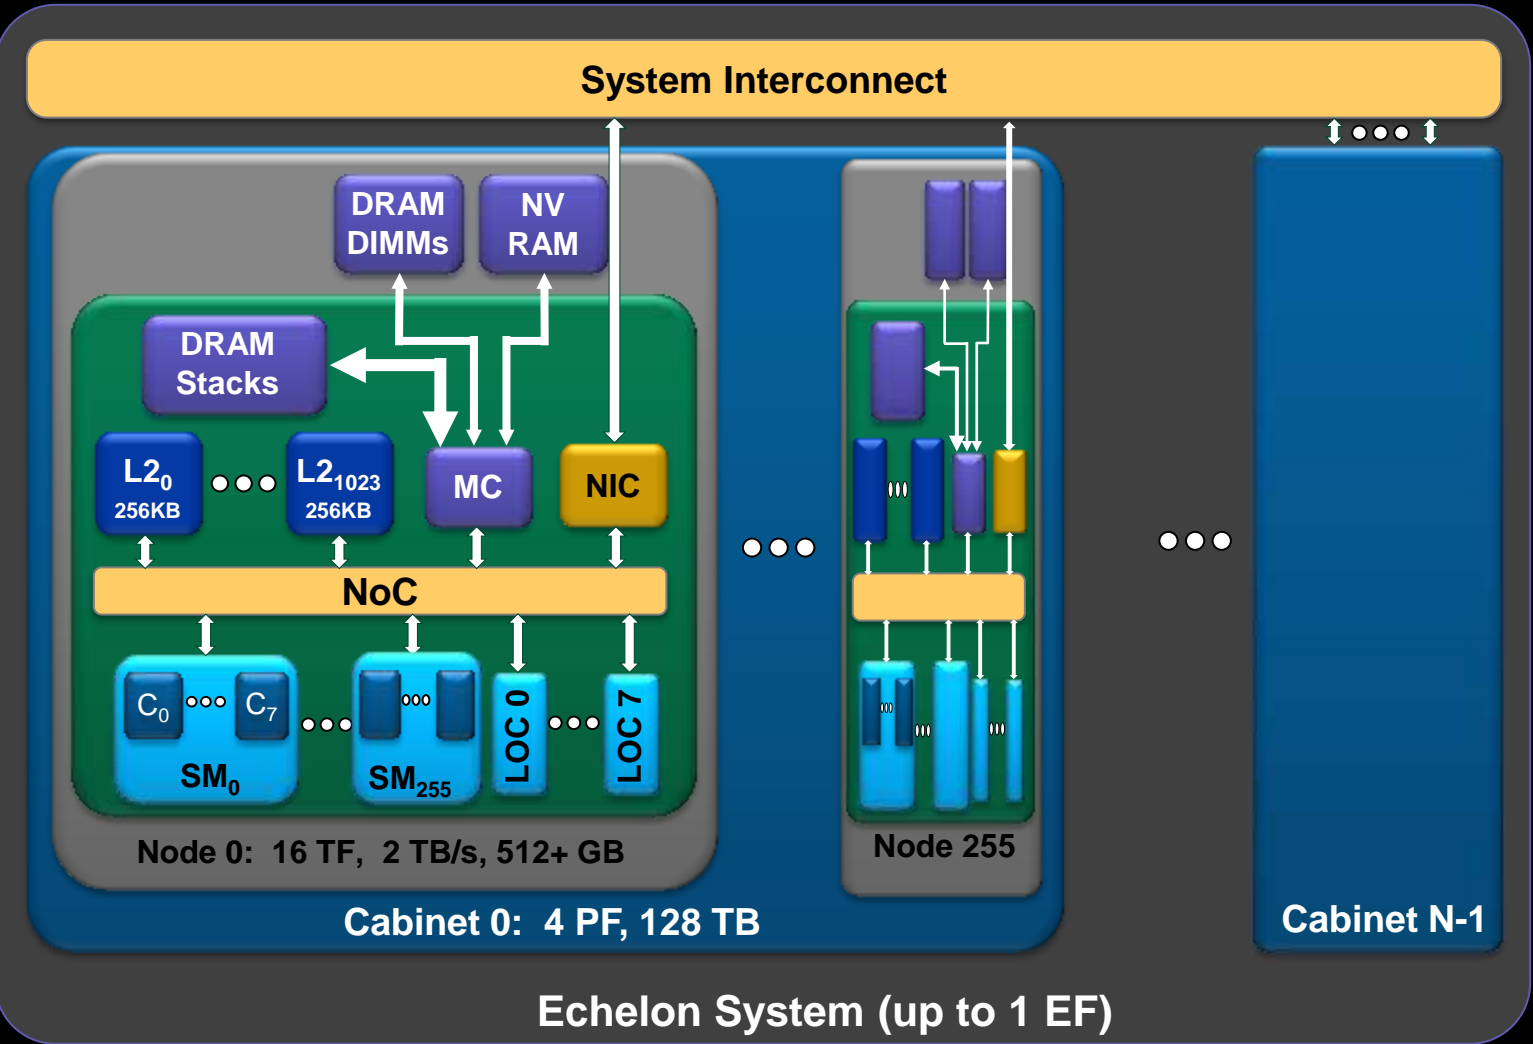 System Interconnect
DRAM
DIMMs
NV
RAM
DRAM
Stacks
L2₀
256KB
L2₁₀₂₃
256KB
MC
NIC
NoC
C₀
C₇
SM₀
SM₂₅₅
LOC 0
LOC 7
Node 0: 16 TF, 2 TB/s, 512+ GB
Node 255
Cabinet 0: 4 PF, 128 TB
Cabinet N-1
Echelon System (up to 1 EF)